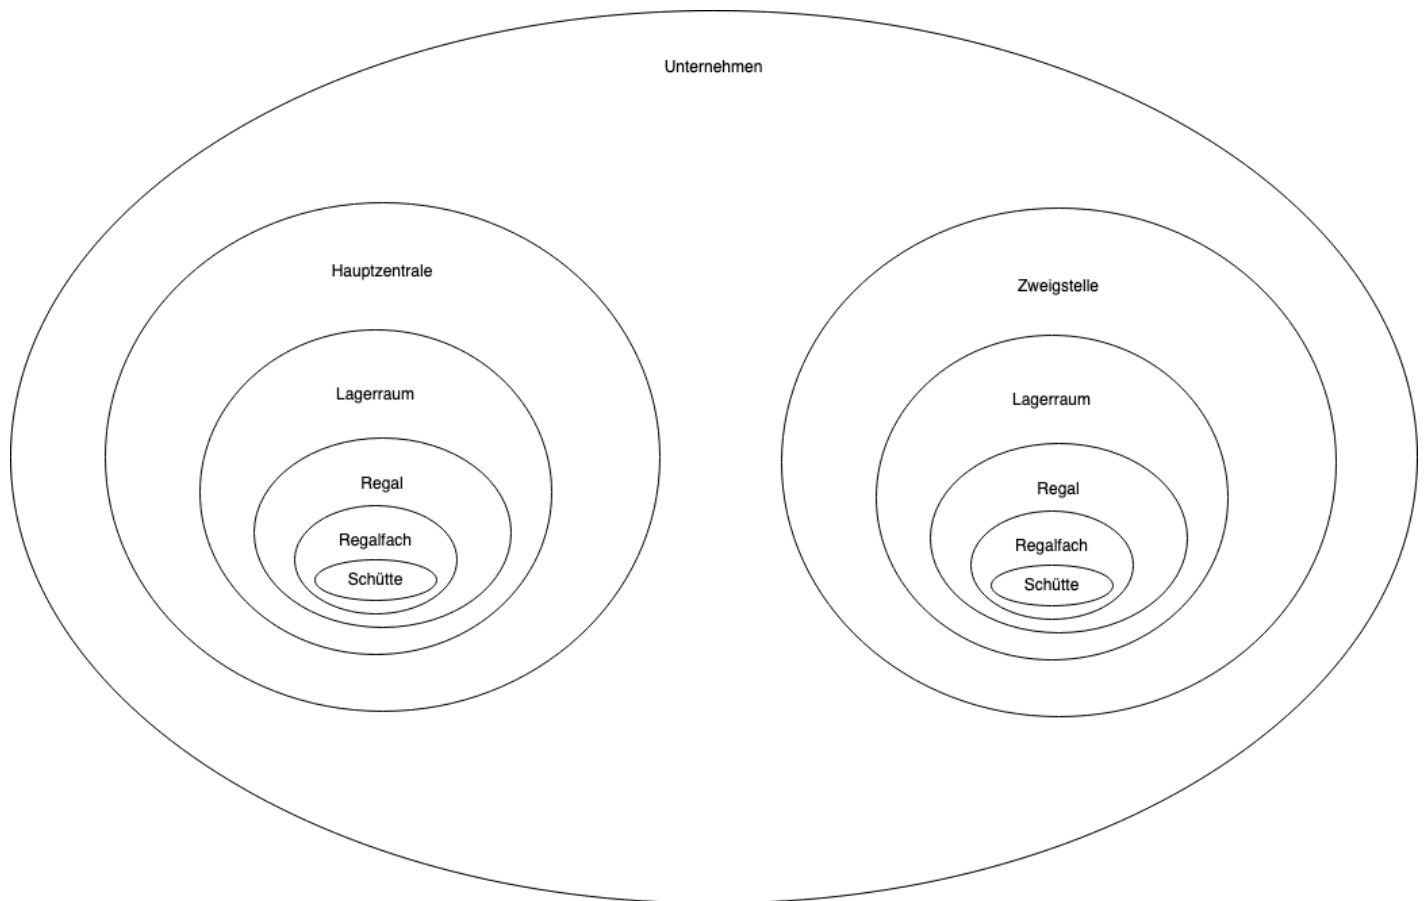 Unternehmen
Hauptzentrale
Lagerraum
Regal
Regalfach
Schütte
Zweigstelle
Lagerraum
Regal
Regalfach
Schütte